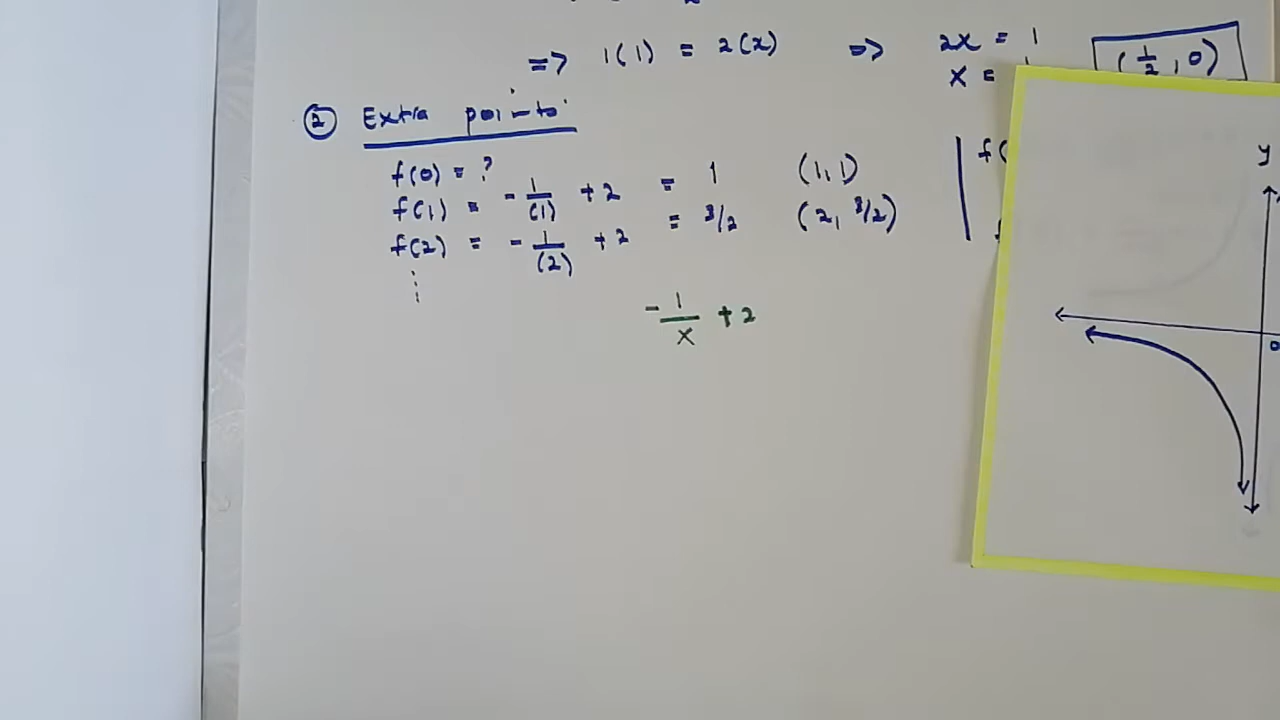 => 1(1) = 2(x) => 2x = 1
x =
(1/2, 0)
② Extra points
f(0) = ?
f(1) = - 1/(1) + 2 = 1 (1,1)
f(2) = - 1/(2) + 2 = 3/2 (2, 3/2)
⋮
f(
- 1/x + 2
y
0